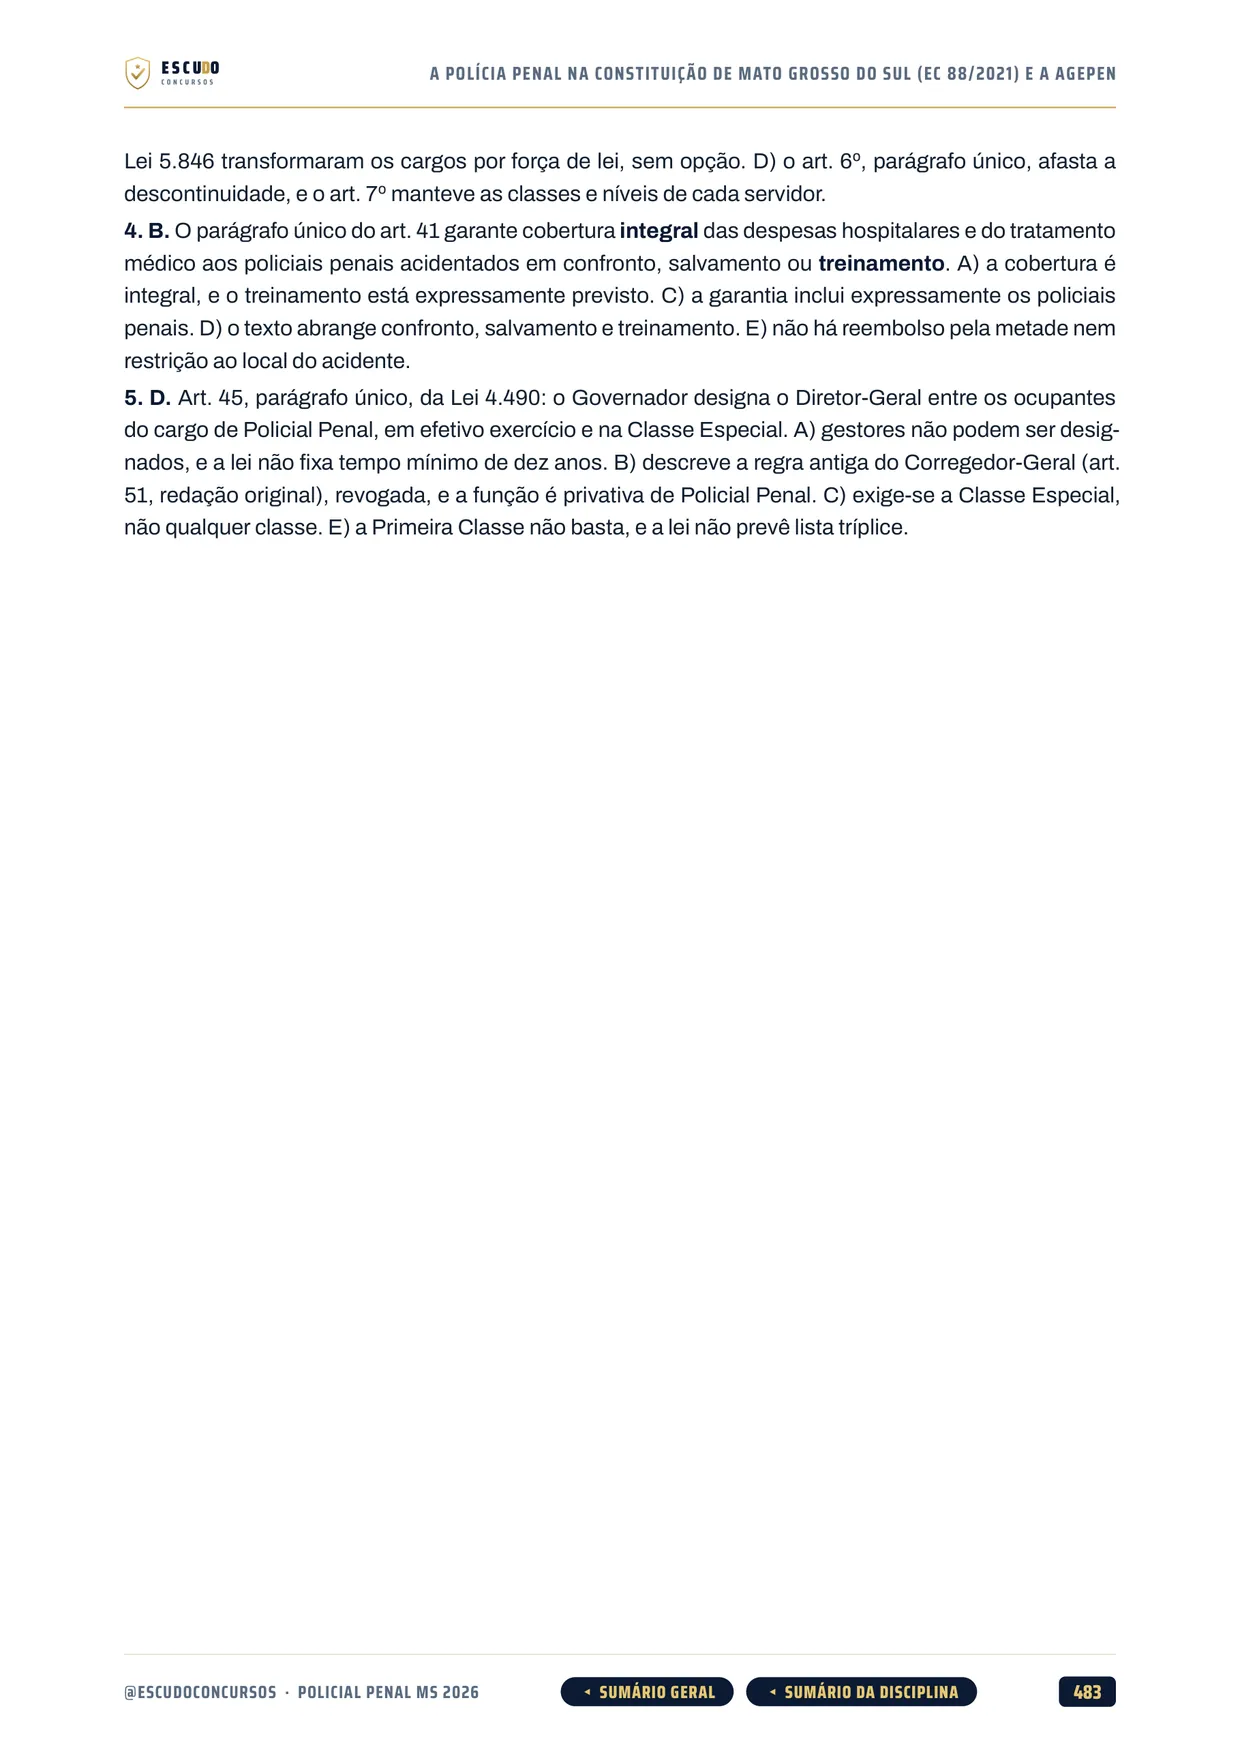 ESCUDO
CONCURSOS
A POLÍCIA PENAL NA CONSTITUIÇÃO DE MATO GROSSO DO SUL (EC 88/2021) E A AGEPEN
Lei 5.846 transformaram os cargos por força de lei, sem opção. D) o art. 6º, parágrafo único, afasta a
descontinuidade, e o art. 7º manteve as classes e níveis de cada servidor.
4. B. O parágrafo único do art. 41 garante cobertura integral das despesas hospitalares e do tratamento
médico aos policiais penais acidentados em confronto, salvamento ou treinamento. A) a cobertura é
integral, e o treinamento está expressamente previsto. C) a garantia inclui expressamente os policiais
penais. D) o texto abrange confronto, salvamento e treinamento. E) não há reembolso pela metade nem
restrição ao local do acidente.
5. D. Art. 45, parágrafo único, da Lei 4.490: o Governador designa o Diretor-Geral entre os ocupantes
do cargo de Policial Penal, em efetivo exercício e na Classe Especial. A) gestores não podem ser desig-
nados, e a lei não fixa tempo mínimo de dez anos. B) descreve a regra antiga do Corregedor-Geral (art.
51, redação original), revogada, e a função é privativa de Policial Penal. C) exige-se a Classe Especial,
não qualquer classe. E) a Primeira Classe não basta, e a lei não prevê lista tríplice.
@ESCUDOCONCURSOS · POLICIAL PENAL MS 2026
SUMÁRIO GERAL
SUMÁRIO DA DISCIPLINA
483